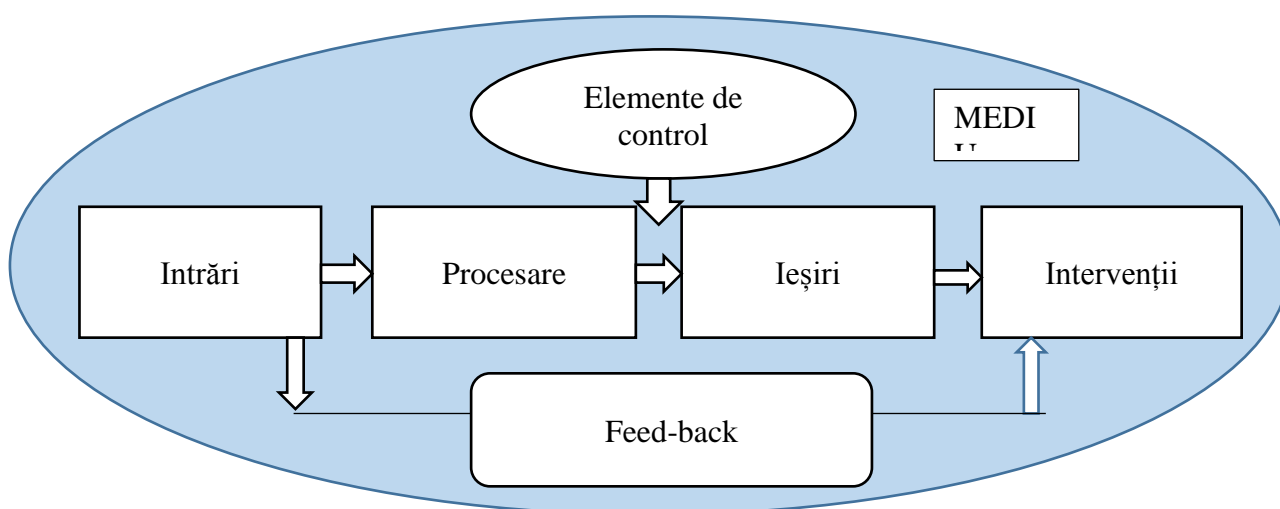 Elemente de
control
MEDI
Intrări
Procesare
Ieșiri
Intervenții
Feed-back